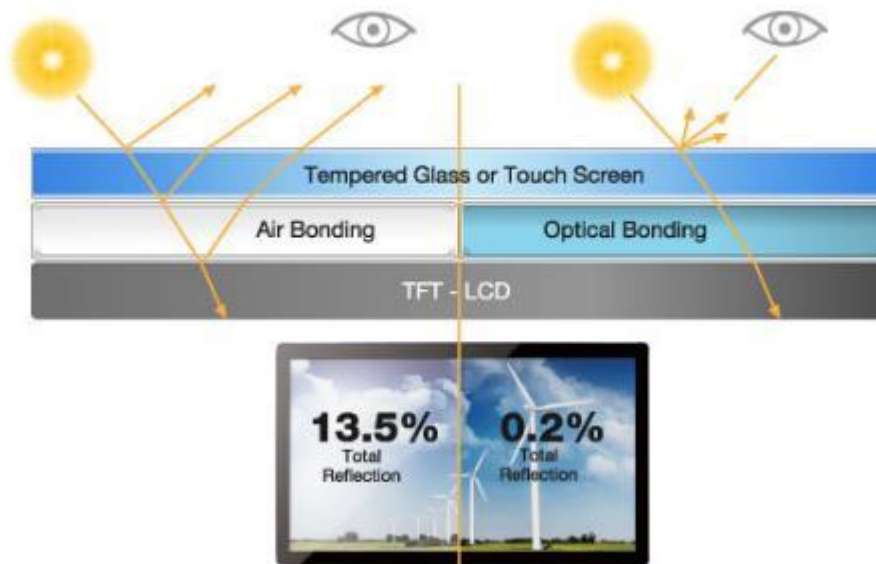 Tempered Glass or Touch Screen
Air Bonding
Optical Bonding
TFT - LCD
13.5%
Total
Reflection
0.2%
Total
Reflection